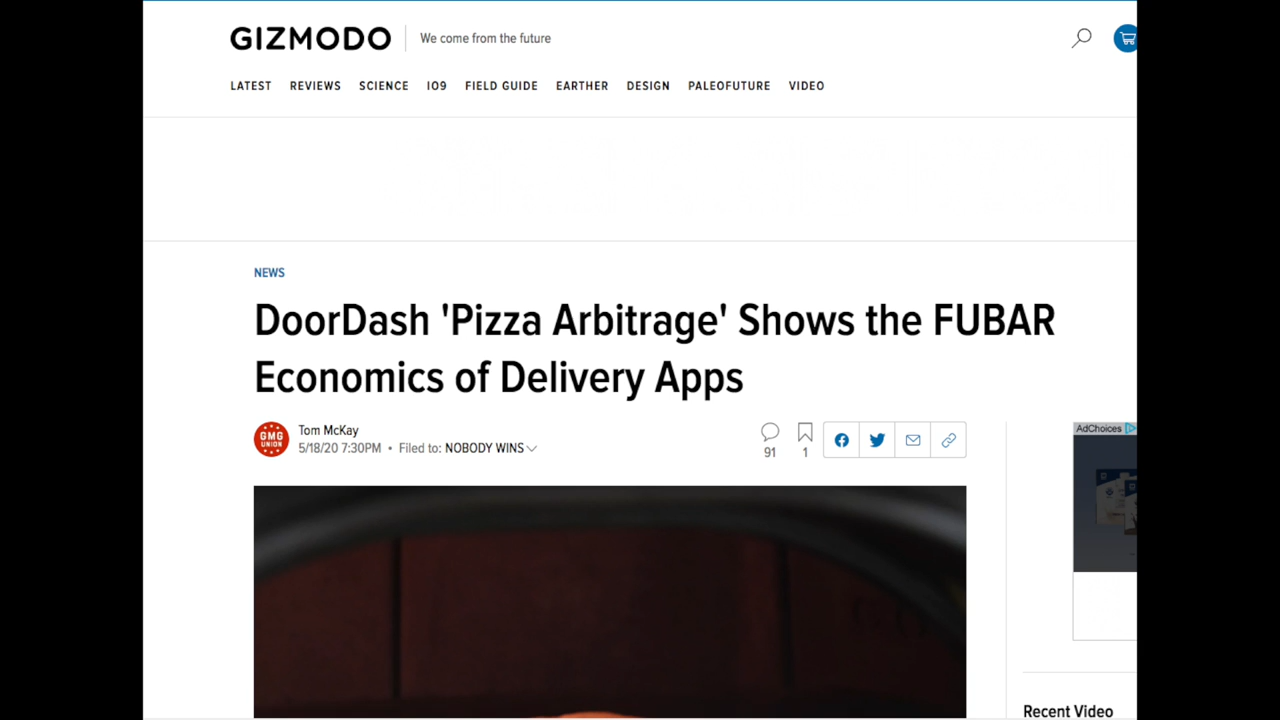 GIZMODO
We come from the future
LATEST REVIEWS SCIENCE IO9 FIELD GUIDE EARTHER DESIGN PALEOFUTURE VIDEO
NEWS
DoorDash 'Pizza Arbitrage' Shows the FUBAR
Economics of Delivery Apps
GMG
UNION
Tom McKay
5/18/20 7:30PM • Filed to: NOBODY WINS
91
1
AdChoices
Recent Video